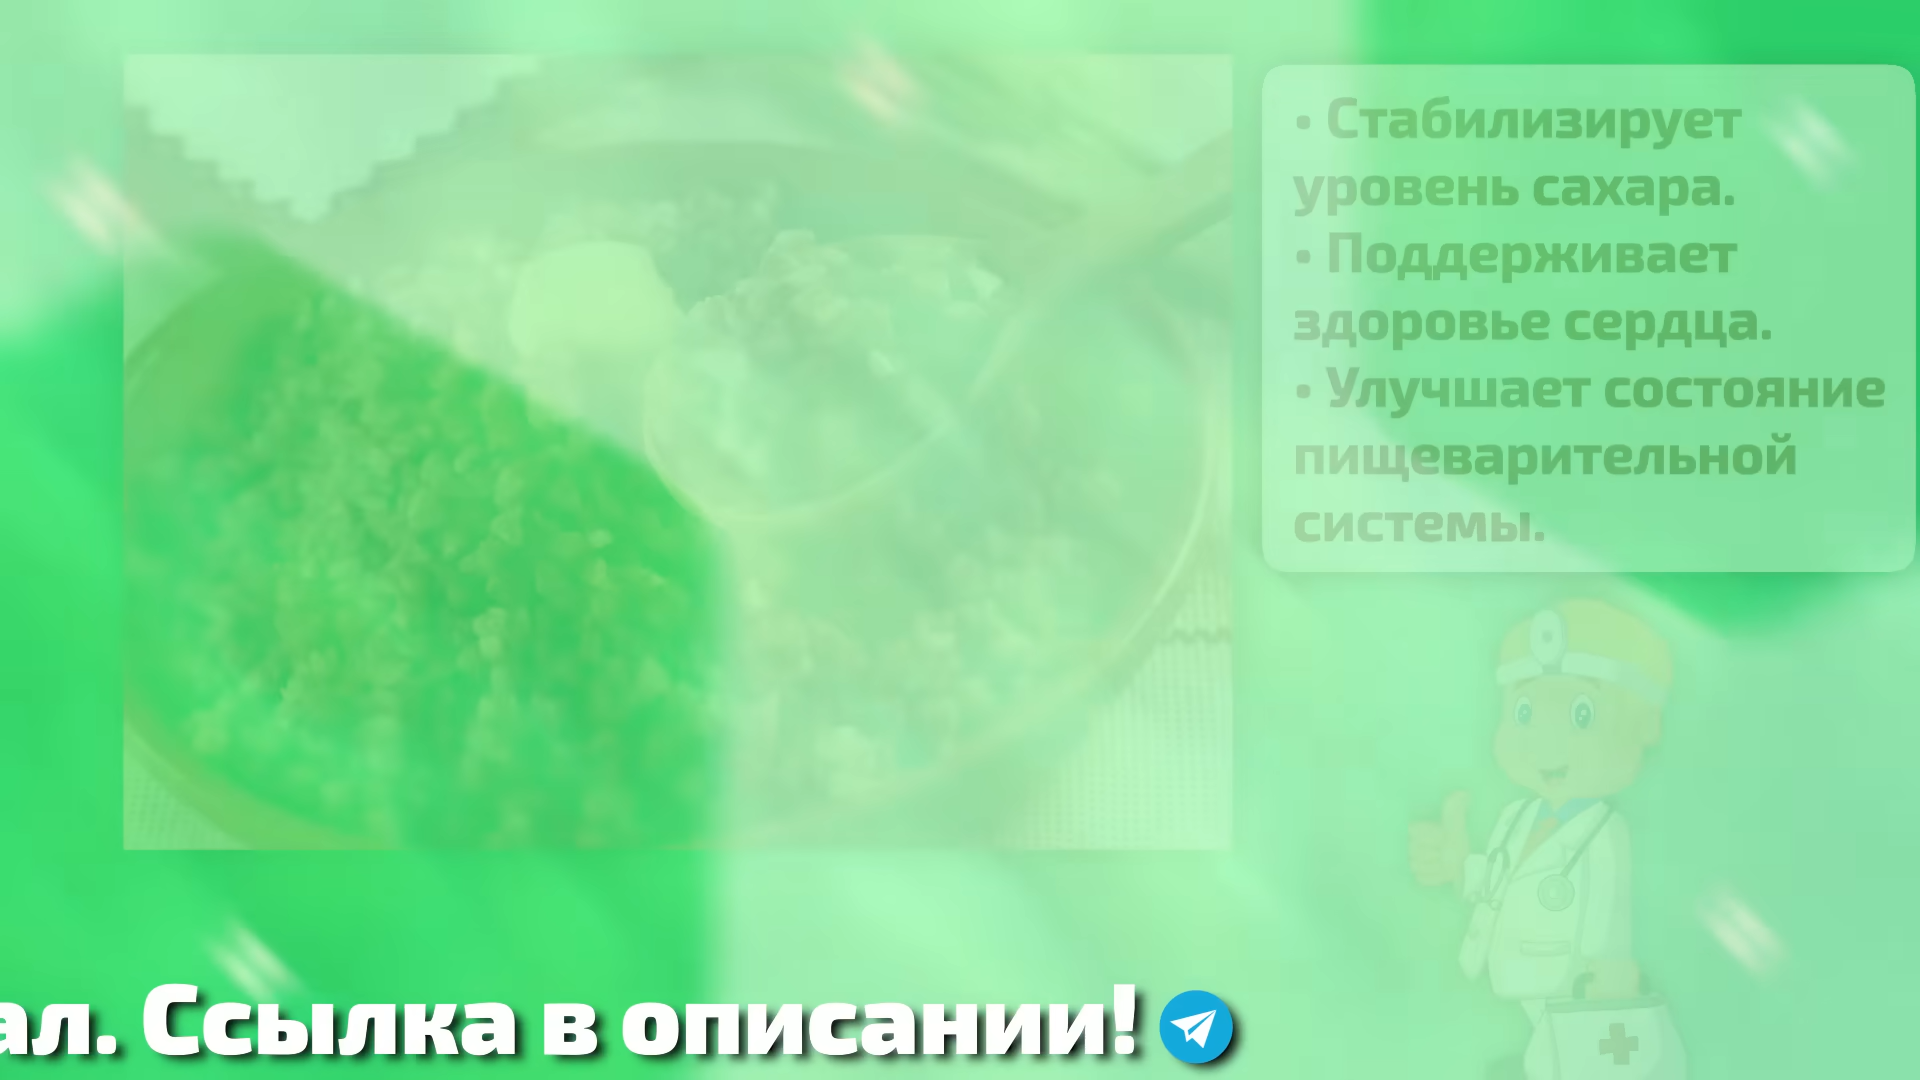 • Стабилизирует
уровень сахара.
• Поддерживает
здоровье сердца.
• Улучшает состояние
пищеварительной
системы.
ал. Ссылка в описании!